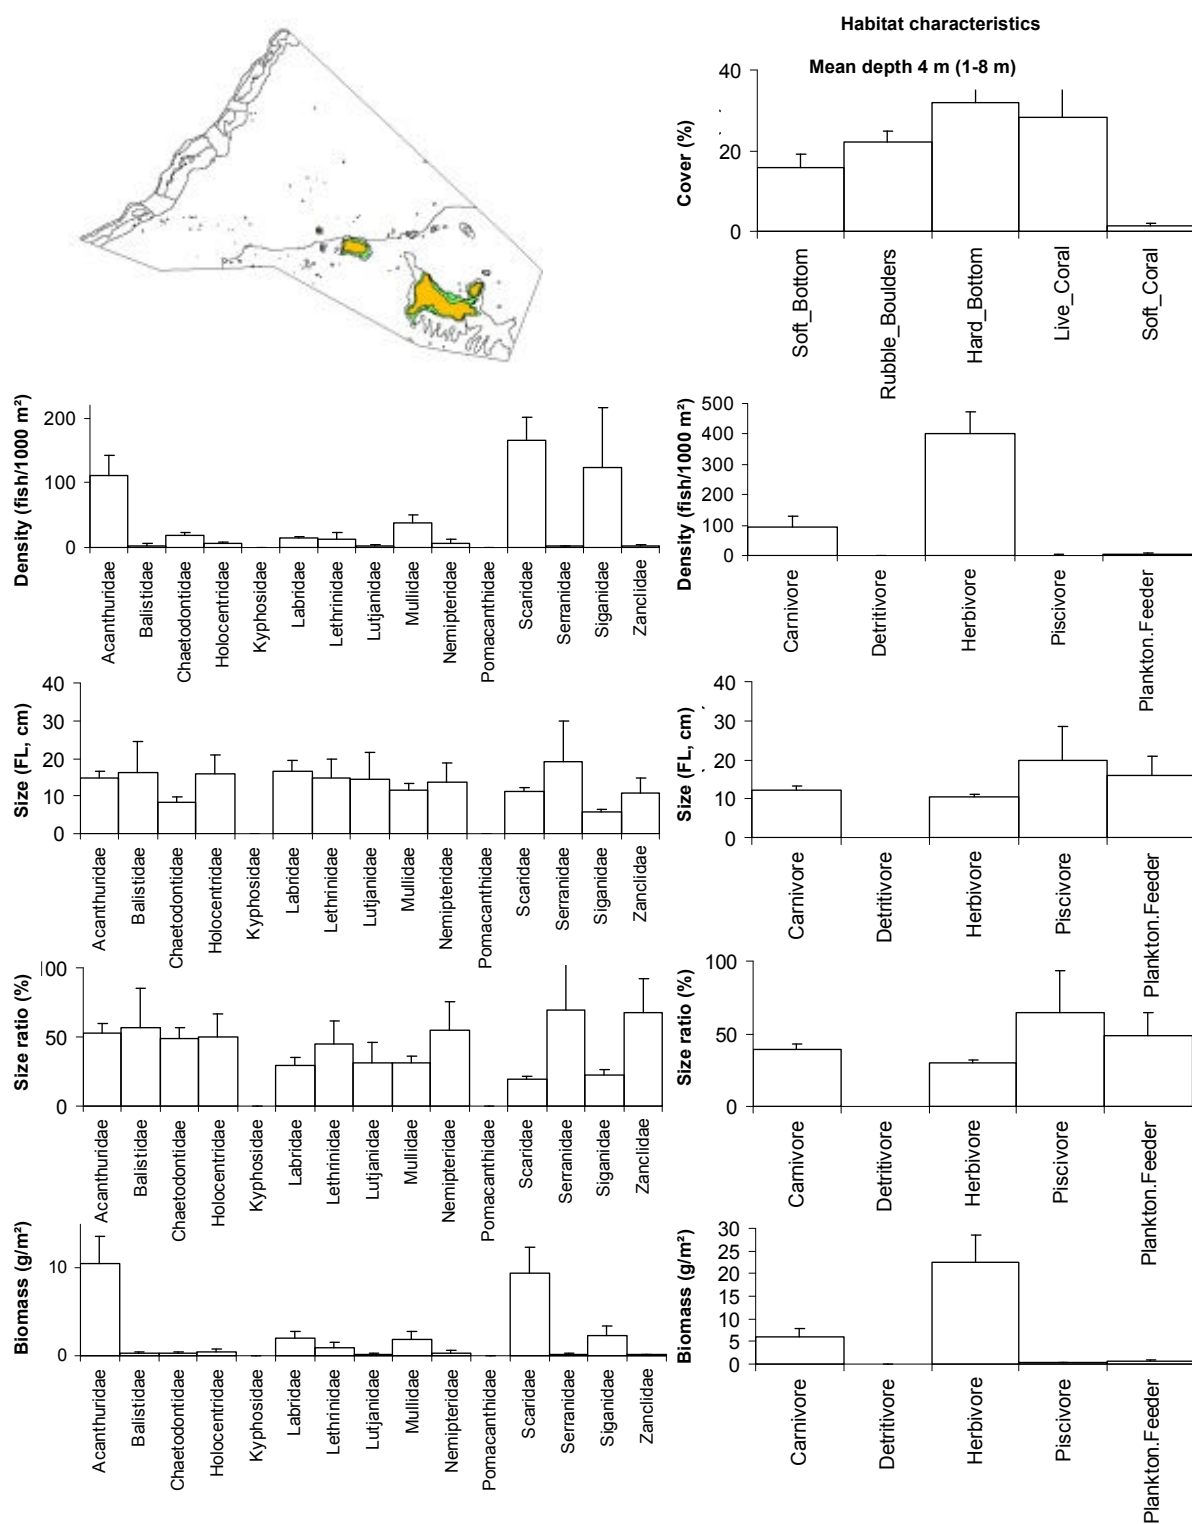 Habitat characteristics
Mean depth 4 m (1-8 m)
Cover (%)
40
20
0
Soft_Bottom
Rubble_Boulders
Hard_Bottom
Live_Coral
Soft_Coral
Density (fish/1000 m²)
200
100
0
Acanthuridae
Balistidae
Chaetodontidae
Holocentridae
Kyphosidae
Labridae
Lethrinidae
Lutjanidae
Mullidae
Nemipteridae
Pomacanthidae
Scaridae
Serranidae
Siganidae
Zanclidae
Density (fish/1000 m²)
500
400
300
200
100
0
Carnivore
Detritivore
Herbivore
Piscivore
Plankton.Feeder
Size (FL, cm)
40
30
20
10
0
Acanthuridae
Balistidae
Chaetodontidae
Holocentridae
Kyphosidae
Labridae
Lethrinidae
Lutjanidae
Mullidae
Nemipteridae
Pomacanthidae
Scaridae
Serranidae
Siganidae
Zanclidae
Size (FL, cm)
40
30
20
10
0
Carnivore
Detritivore
Herbivore
Piscivore
Plankton.Feeder
Size ratio (%)
00
50
0
Acanthuridae
Balistidae
Chaetodontidae
Holocentridae
Kyphosidae
Labridae
Lethrinidae
Lutjanidae
Mullidae
Nemipteridae
Pomacanthidae
Scaridae
Serranidae
Siganidae
Zanclidae
Size ratio (%)
100
50
0
Carnivore
Detritivore
Herbivore
Piscivore
Plankton.Feeder
Biomass (g/m²)
10
0
Acanthuridae
Balistidae
Chaetodontidae
Holocentridae
Kyphosidae
Labridae
Lethrinidae
Lutjanidae
Mullidae
Nemipteridae
Pomacanthidae
Scaridae
Serranidae
Siganidae
Zanclidae
Biomass (g/m²)
30
25
20
15
10
5
0
Carnivore
Detritivore
Herbivore
Piscivore
Plankton.Feeder